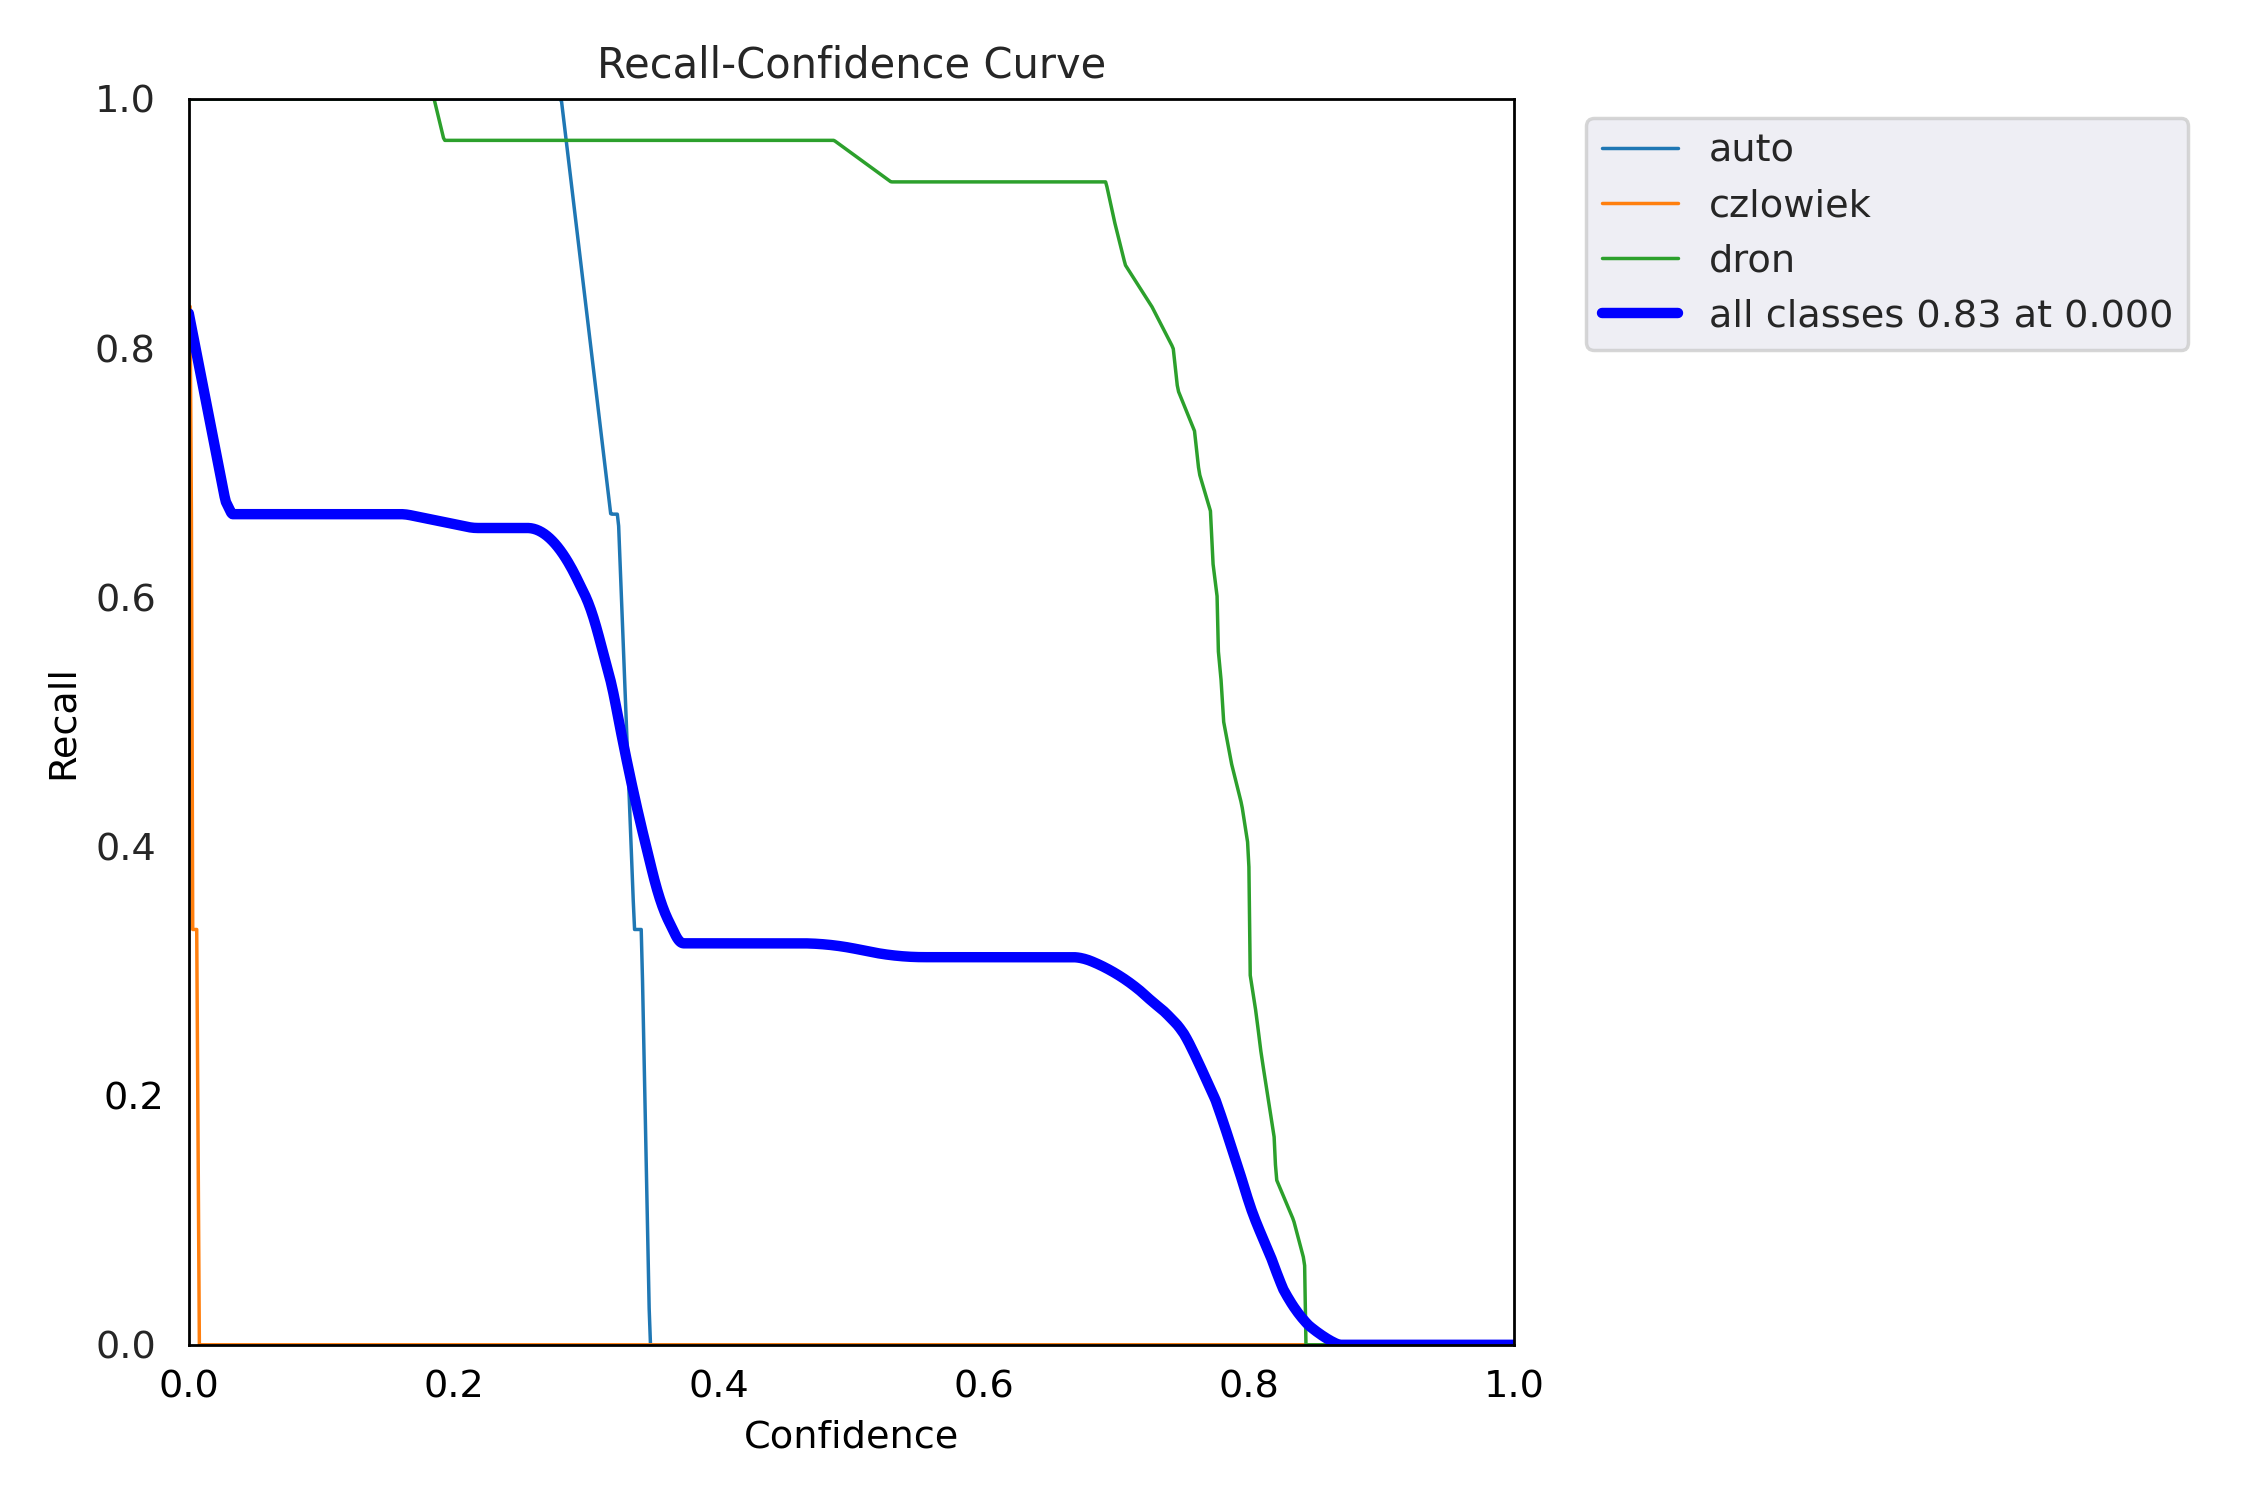 Recall-Confidence Curve
1.0
0.8
0.6
0.4
0.2
0.0
Recall
0.0 0.2 0.4 0.6 0.8 1.0
Confidence
auto
czlowiek
dron
all classes 0.83 at 0.000